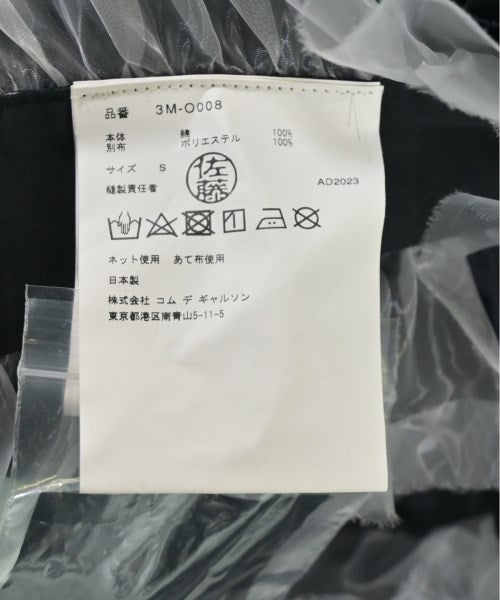 品番 3M-O008
本体 綿 100%
別布 ポリエステル 100%
サイズ S
縫製責任者 佐藤
AD2023
ネット使用 あて布使用
日本製
株式会社 コム デ ギャルソン
東京都港区南青山5-11-5